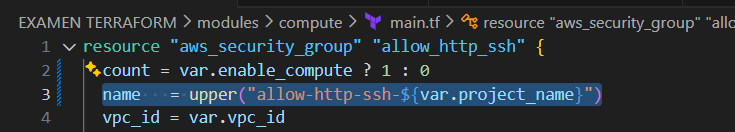 EXAMEN TERRAFORM > modules > compute > main.tf > resource "aws_security_group" "allo
1 resource "aws_security_group" "allow_http_ssh" {
2 count = var.enable_compute ? 1 : 0
3 name = upper("allow-http-ssh-${var.project_name}")
4 vpc_id = var.vpc_id